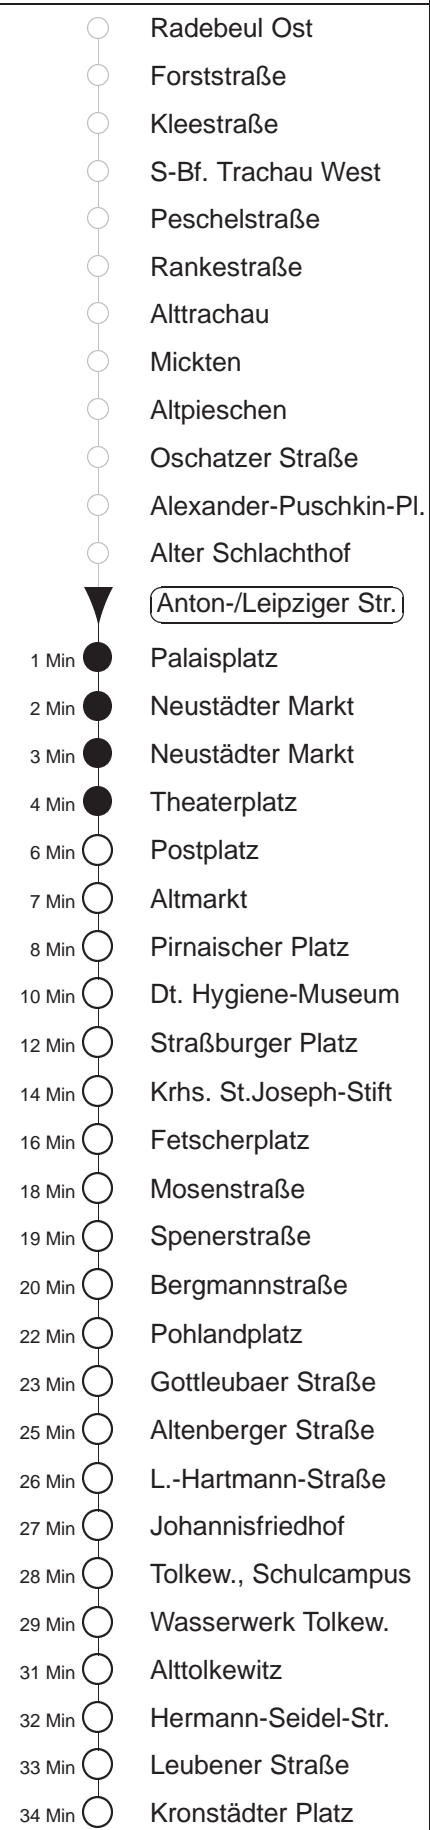 Radebeul Ost
Forststraße
Kleestraße
S-Bf. Trachau West
Peschelstraße
Rankestraße
Alttrachau
Mickten
Altpieschen
Oschatzer Straße
Alexander-Puschkin-Pl.
Alter Schlachthof
Anton-/Leipziger Str.
1 Min Palaisplatz
2 Min Neustädter Markt
3 Min Neustädter Markt
4 Min Theaterplatz
6 Min Postplatz
7 Min Altmarkt
8 Min Pirnaischer Platz
10 Min Dt. Hygiene-Museum
12 Min Straßburger Platz
14 Min Krhs. St.Joseph-Stift
16 Min Fetscherplatz
18 Min Mosenstraße
19 Min Spenerstraße
20 Min Bergmannstraße
22 Min Pohlandplatz
23 Min Gottleubaer Straße
25 Min Altenberger Straße
26 Min L.-Hartmann-Straße
27 Min Johannisfriedhof
28 Min Tolkew., Schulcampus
29 Min Wasserwerk Tolkew.
31 Min Alttolkewitz
32 Min Hermann-Seidel-Str.
33 Min Leubener Straße
34 Min Kronstädter Platz